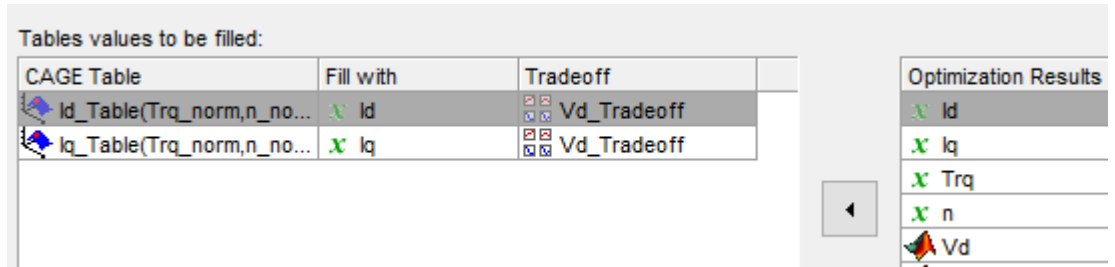 Tables values to be filled:
CAGE Table Fill with Tradeoff
Id_Table(Trq_norm,n_no... x Id Vd_Tradeoff
Iq_Table(Trq_norm,n_no... x Iq Vd_Tradeoff
Optimization Results
x Id
x Iq
x Trq
x n
Vd